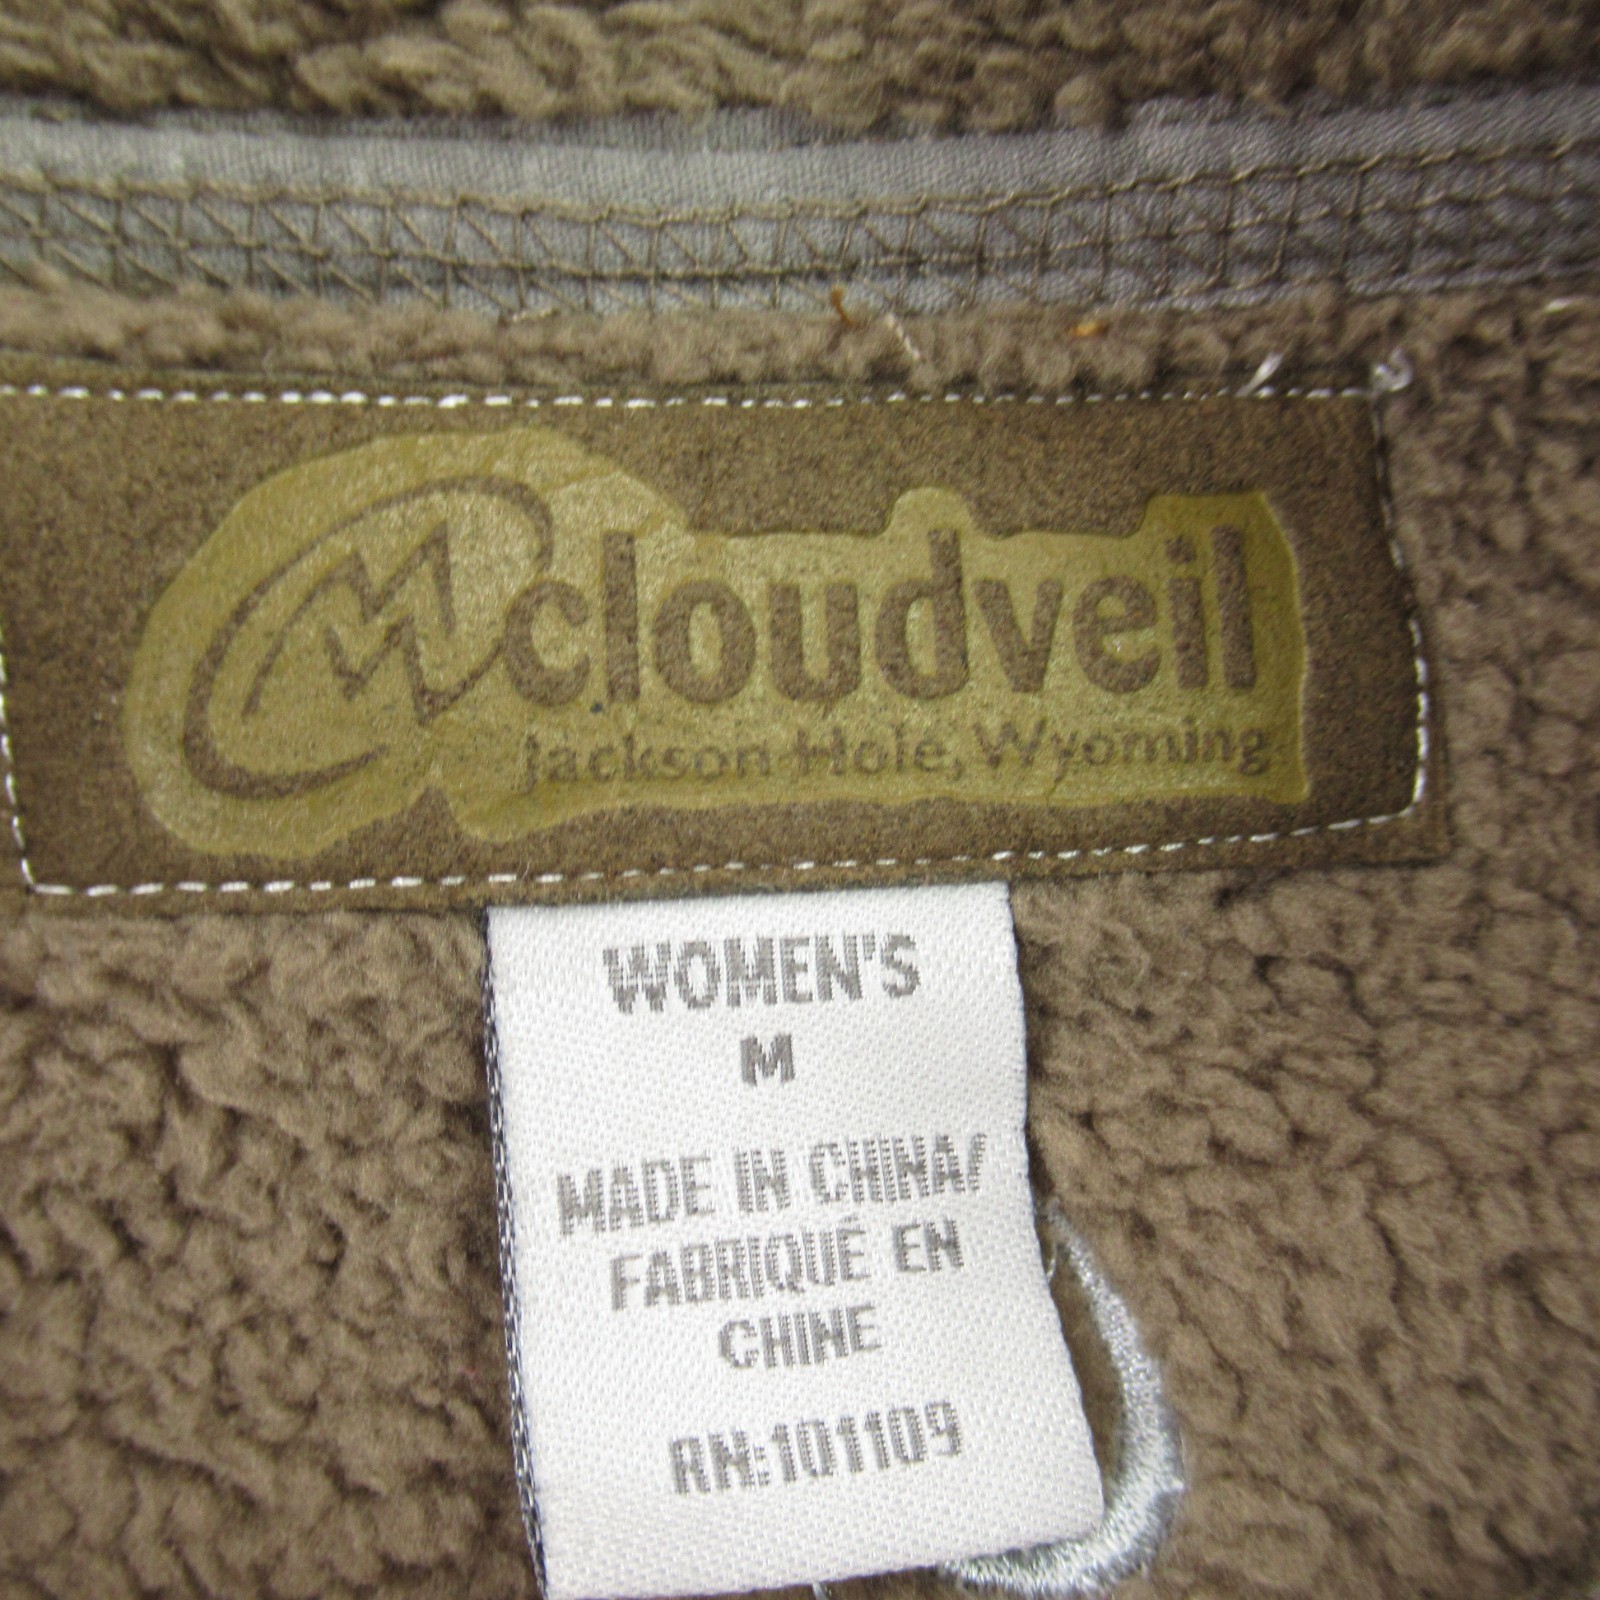 cloudveil
Jackson Hole, Wyoming
WOMEN'S
M
MADE IN CHINA/
FABRIQUÉ EN
CHINE
RN:101109